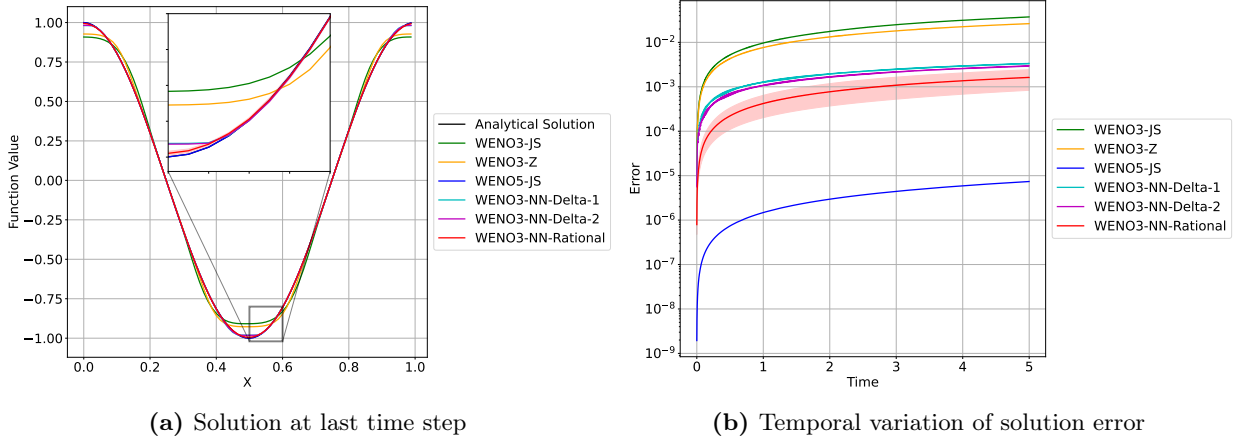 1.00
0.75
0.50
0.25
0.00
−0.25
−0.50
−0.75
−1.00
Function Value
0.0 0.2 0.4 0.6 0.8 1.0
X
Analytical Solution
WENO3-JS
WENO3-Z
WENO5-JS
WENO3-NN-Delta-1
WENO3-NN-Delta-2
WENO3-NN-Rational
(a) Solution at last time step
10⁻²
10⁻³
10⁻⁴
10⁻⁵
10⁻⁶
10⁻⁷
10⁻⁸
10⁻⁹
Error
0 1 2 3 4 5
Time
WENO3-JS
WENO3-Z
WENO5-JS
WENO3-NN-Delta-1
WENO3-NN-Delta-2
WENO3-NN-Rational
(b) Temporal variation of solution error